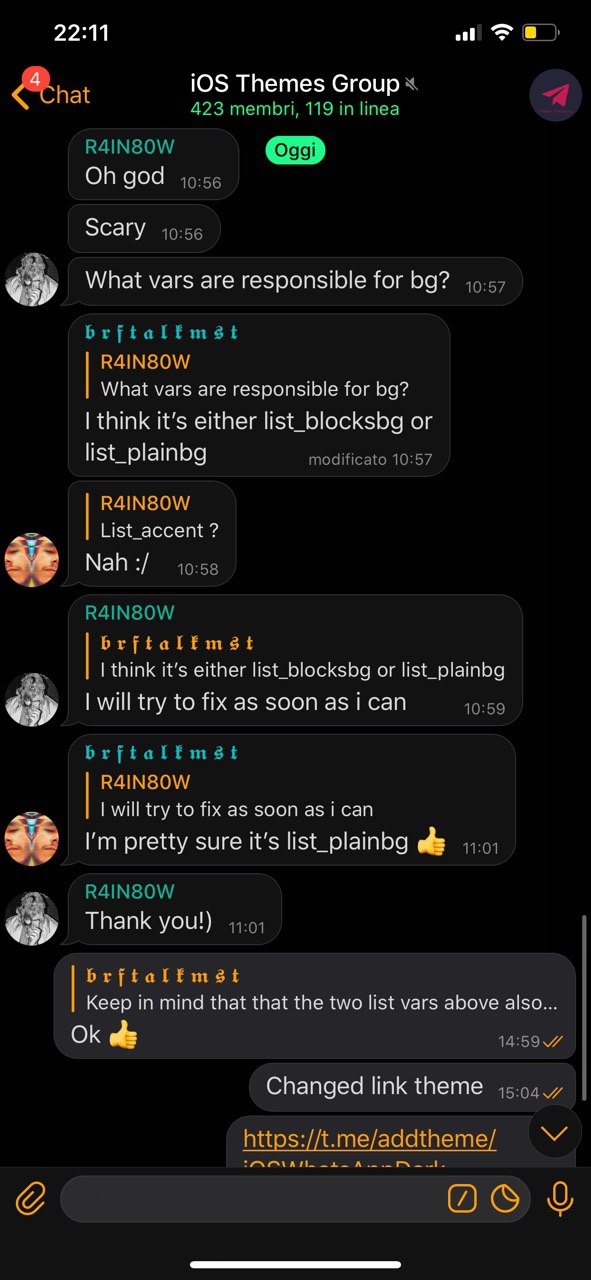 22:11
4
Chat
iOS Themes Group
423 membri, 119 in linea
Oggi
R4IN80W
Oh god 10:56
Scary 10:56
What vars are responsible for bg? 10:57
𝖇 𝖗 𝖋 𝖙 𝖆 𝖑 𝖐 𝖒 𝖘 𝖙
R4IN80W
What vars are responsible for bg?
I think it’s either list_blocksbg or
list_plainbg
modificato 10:57
R4IN80W
List_accent ?
Nah :/ 10:58
R4IN80W
𝖇 𝖗 𝖋 𝖙 𝖆 𝖑 𝖐 𝖒 𝖘 𝖙
I think it’s either list_blocksbg or list_plainbg
I will try to fix as soon as i can 10:59
𝖇 𝖗 𝖋 𝖙 𝖆 𝖑 𝖐 𝖒 𝖘 𝖙
R4IN80W
I will try to fix as soon as i can
I’m pretty sure it’s list_plainbg 👍 11:01
R4IN80W
Thank you!) 11:01
𝖇 𝖗 𝖋 𝖙 𝖆 𝖑 𝖐 𝖒 𝖘 𝖙
Keep in mind that that the two list vars above also...
Ok 👍 14:59
Changed link theme 15:04
https://t.me/addtheme/
iOSWhatsAppDark